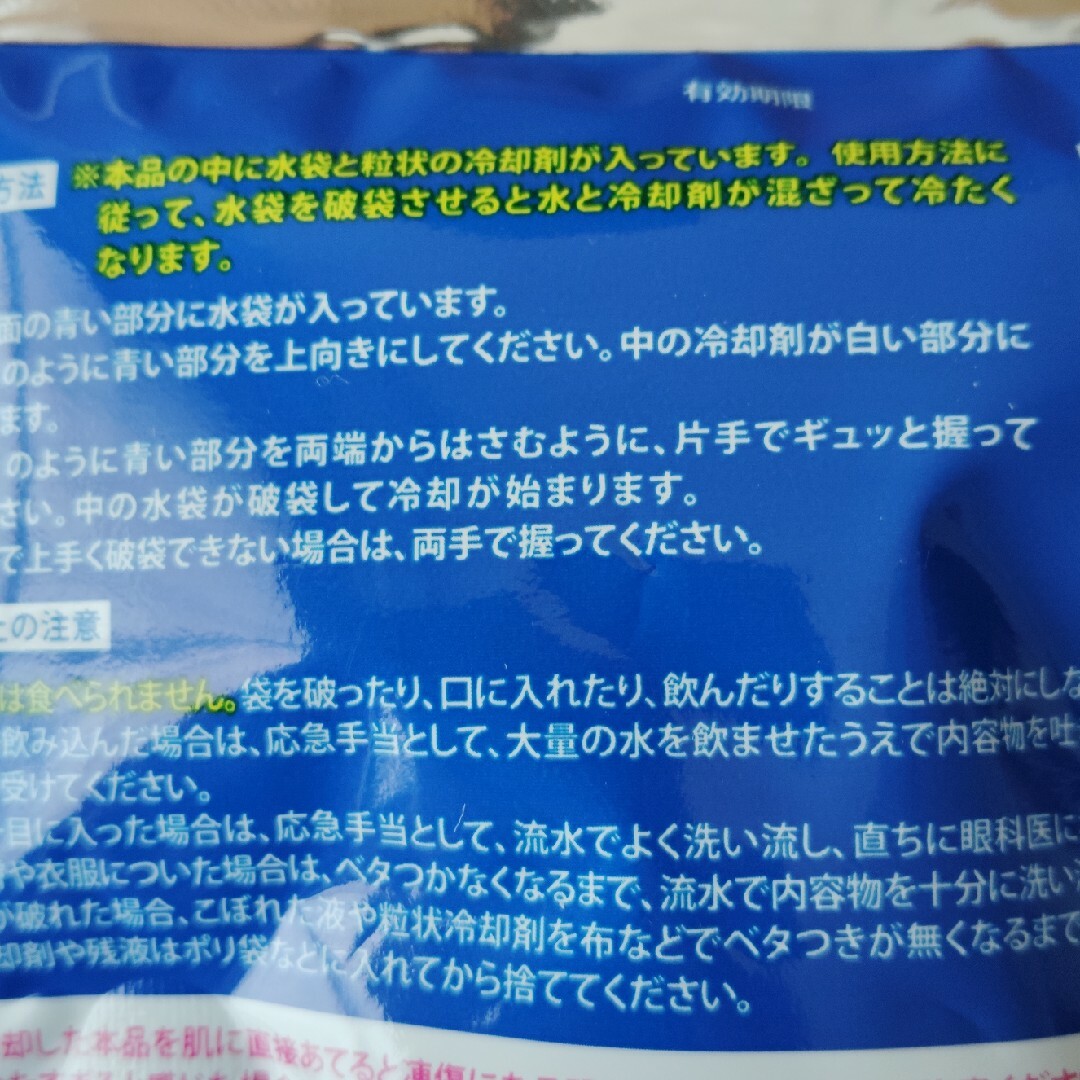 有効期限
方法
※本品の中に水袋と粒状の冷却剤が入っています。使用方法に
従って、水袋を破袋させると水と冷却剤が混ざって冷たく
なります。
面の青い部分に水袋が入っています。
のように青い部分を上向きにしてください。中の冷却剤が白い部分に
ます。
のように青い部分を両端からはさむように、片手でギュッと握って
さい。中の水袋が破袋して冷却が始まります。
で上手く破袋できない場合は、両手で握ってください。
上の注意
は食べられません。袋を破ったり、口に入れたり、飲んだりすることは絶対にしな
飲み込んだ場合は、応急手当として、大量の水を飲ませたうえで内容物を吐
受けてください。
目に入った場合は、応急手当として、流水でよく洗い流し、直ちに眼科医に
や衣服についた場合は、ベタつかなくなるまで、流水で内容物を十分に洗い
が破れた場合、こぼれた液や粒状冷却剤を布などでベタつきが無くなるまで
却剤や残液はポリ袋などに入れてから捨ててください。
却した本品を肌に直接あてると凍傷に